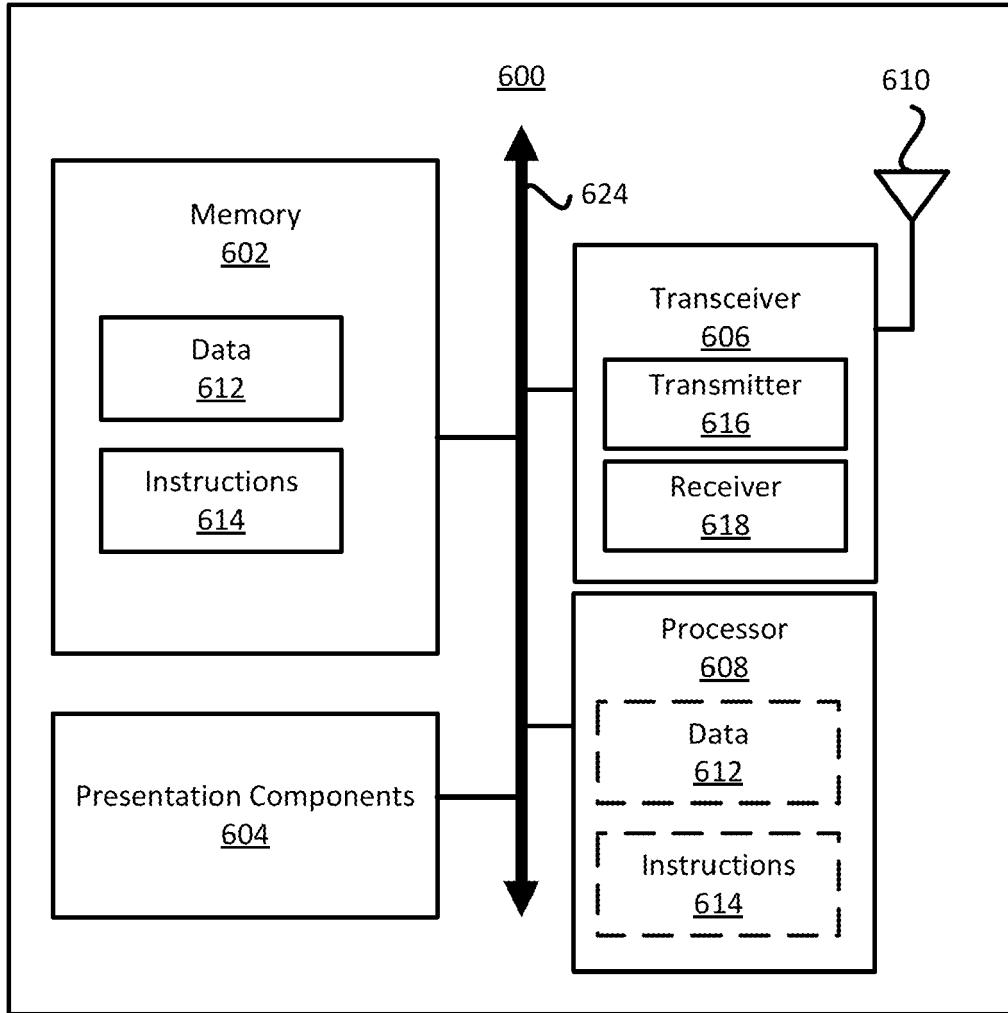 600
610
624
Memory
602
Data
612
Instructions
614
Transceiver
606
Transmitter
616
Receiver
618
Processor
608
Data
612
Instructions
614
Presentation Components
604